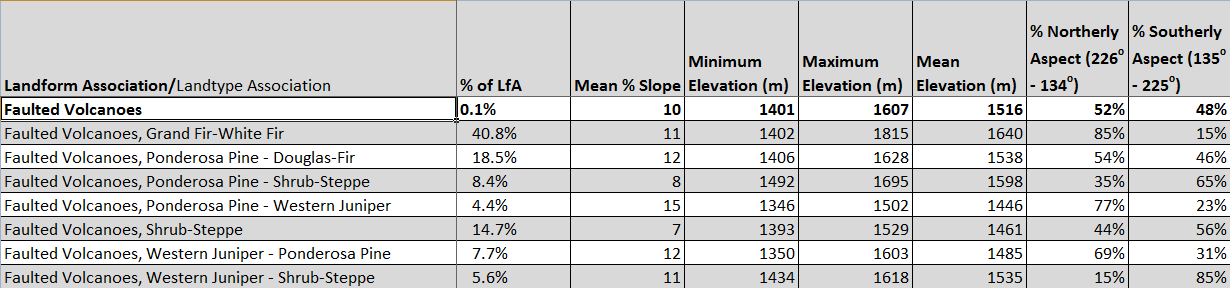 Landform Association/Landtype Association | % of LfA | Mean % Slope | Minimum Elevation (m) | Maximum Elevation (m) | Mean Elevation (m) | % Northerly Aspect (226° - 134°) | % Southerly Aspect (135° - 225°)
Faulted Volcanoes | 0.1% | 10 | 1401 | 1607 | 1516 | 52% | 48%
Faulted Volcanoes, Grand Fir-White Fir | 40.8% | 11 | 1402 | 1815 | 1640 | 85% | 15%
Faulted Volcanoes, Ponderosa Pine - Douglas-Fir | 18.5% | 12 | 1406 | 1628 | 1538 | 54% | 46%
Faulted Volcanoes, Ponderosa Pine - Shrub-Steppe | 8.4% | 8 | 1492 | 1695 | 1598 | 35% | 65%
Faulted Volcanoes, Ponderosa Pine - Western Juniper | 4.4% | 15 | 1346 | 1502 | 1446 | 77% | 23%
Faulted Volcanoes, Shrub-Steppe | 14.7% | 7 | 1393 | 1529 | 1461 | 44% | 56%
Faulted Volcanoes, Western Juniper - Ponderosa Pine | 7.7% | 12 | 1350 | 1603 | 1485 | 69% | 31%
Faulted Volcanoes, Western Juniper - Shrub-Steppe | 5.6% | 11 | 1434 | 1618 | 1535 | 15% | 85%